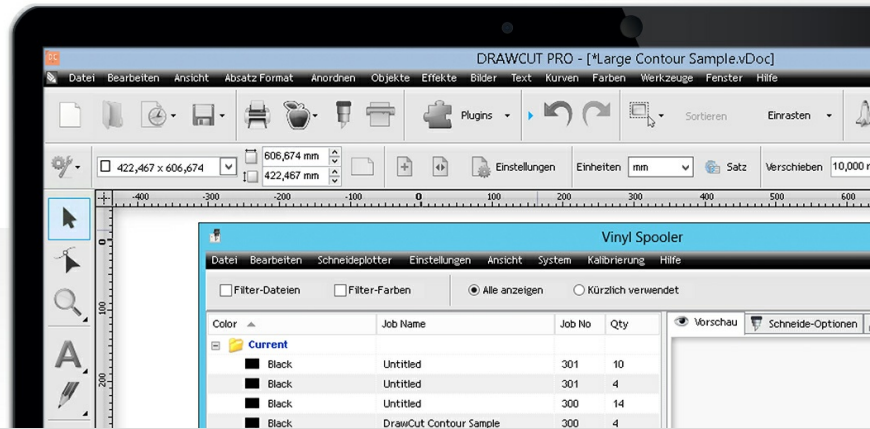 DRAWCUT PRO - [*Large Contour Sample.vDoc]
Datei Bearbeiten Ansicht Absatz Format Anordnen Objekte Effekte Bilder Text Kurven Farben Werkzeuge Fenster Hilfe
Plugins Sortieren Einrasten
422,467 x 606,674 606,674 mm 422,467 mm Einstellungen Einheiten mm Satz Verschieben 10,000
-400 -300 -200 -100 0 100 200 300 400 500 600
0
100
200
Vinyl Spooler
Datei Bearbeiten Schneideplotter Einstellungen Ansicht System Kalibrierung Hilfe
Filter-Dateien Filter-Farben Alle anzeigen Kürzlich verwendet
Color Job Name Job No Qty Vorschau Schneide-Optionen
Current
Black Untitled 301 10
Black Untitled 301 4
Black Untitled 300 14
Black DrawCut Contour Sample 300 4
A